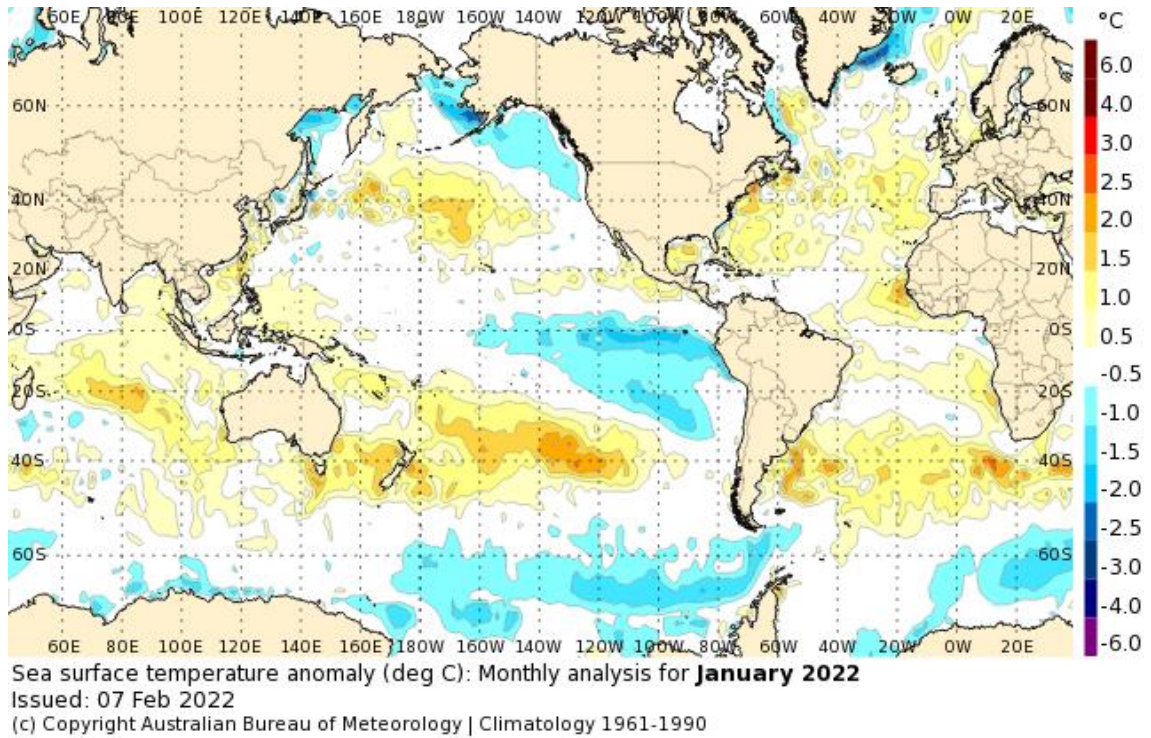 60E 80E 100E 120E 140E 160E 180W 160W 140W 120W 100W 80W 60W 40W 20W 0W 20E °C
6.0
60N 60N 4.0
3.0
2.5
40N 40N 2.0
1.5
20N 20N 1.0
0S 0S 0.5
-0.5
20S 20S -1.0
-1.5
40S 40S -2.0
-2.5
60S 60S -3.0
-4.0
60E 80E 100E 120E 140E 160E 180W 160W 140W 120W 100W 80W 60W 40W 20W 0W 20E -6.0
Sea surface temperature anomaly (deg C): Monthly analysis for January 2022
Issued: 07 Feb 2022
(c) Copyright Australian Bureau of Meteorology | Climatology 1961-1990